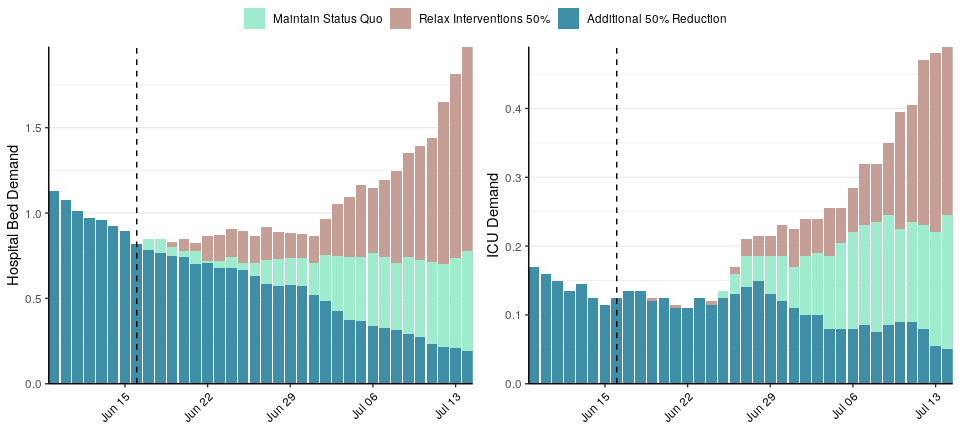 Maintain Status Quo Relax Interventions 50% Additional 50% Reduction
Hospital Bed Demand
1.5
1.0
0.5
0.0
Jun 15 Jun 22 Jun 29 Jul 06 Jul 13
ICU Demand
0.4
0.3
0.2
0.1
0.0
Jun 15 Jun 22 Jun 29 Jul 06 Jul 13